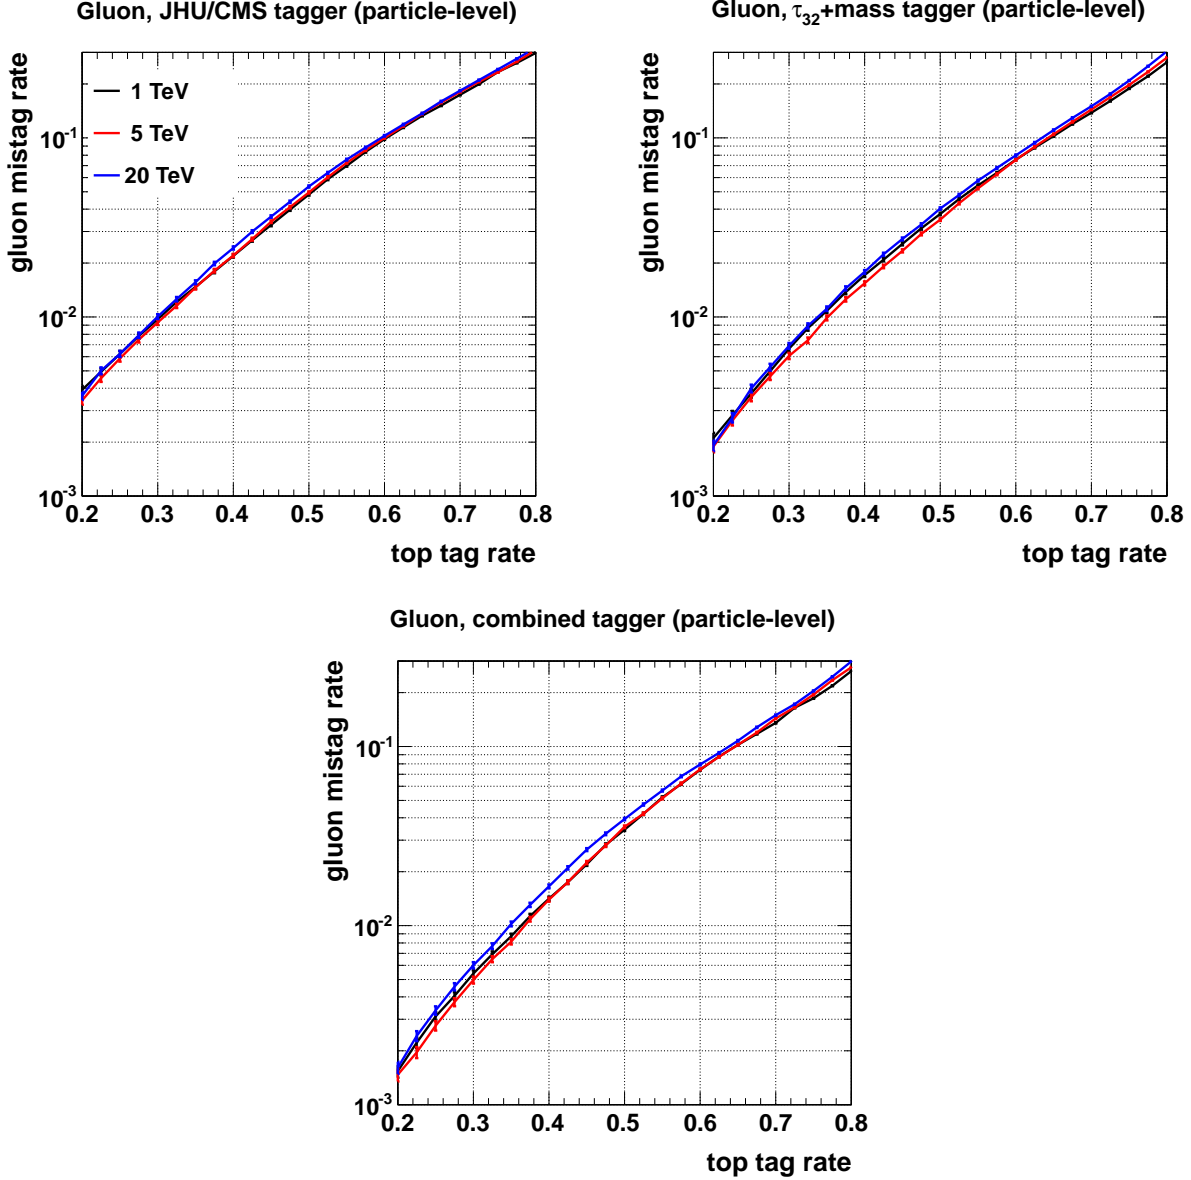 Gluon, JHU/CMS tagger (particle-level)
gluon mistag rate
1 TeV
5 TeV
20 TeV
10-1
10-2
10-3
0.2 0.3 0.4 0.5 0.6 0.7 0.8
top tag rate
Gluon, τ32+mass tagger (particle-level)
gluon mistag rate
10-1
10-2
10-3
0.2 0.3 0.4 0.5 0.6 0.7 0.8
top tag rate
Gluon, combined tagger (particle-level)
gluon mistag rate
10-1
10-2
10-3
0.2 0.3 0.4 0.5 0.6 0.7 0.8
top tag rate